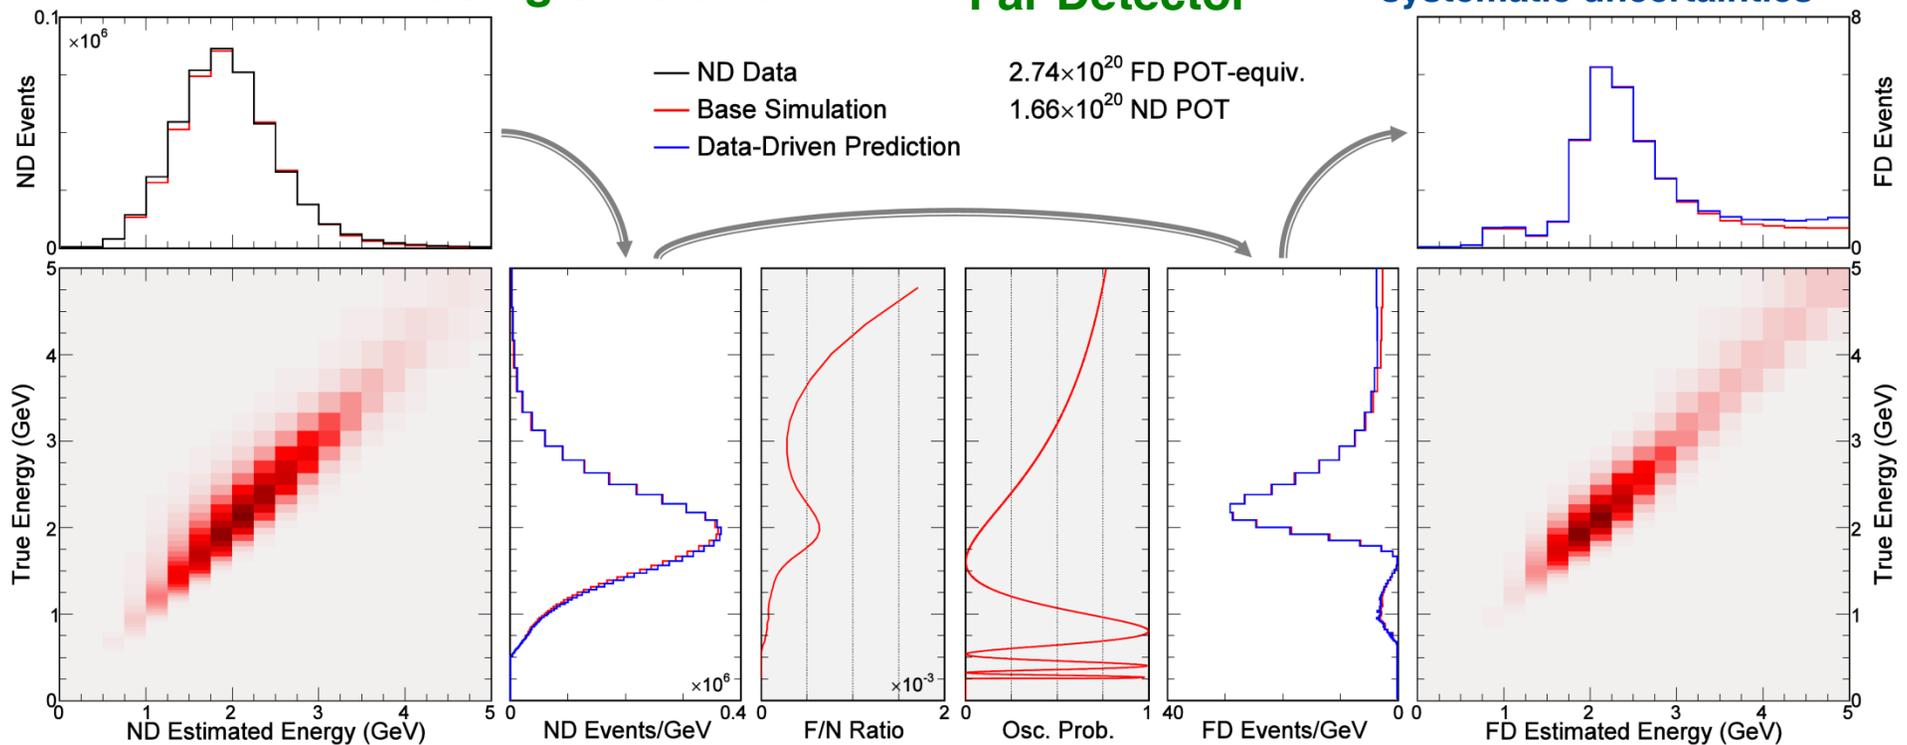 Far Detector
systematic uncertainties
0.1
×10⁶
ND Events
0
ND Data
Base Simulation
Data-Driven Prediction
2.74×10²⁰ FD POT-equiv.
1.66×10²⁰ ND POT
8
FD Events
0
True Energy (GeV)
5
4
3
2
1
0
0 1 2 3 4 5
ND Estimated Energy (GeV)
×10⁶
0 0.4
ND Events/GeV
×10⁻³
0 2
F/N Ratio
0 1
Osc. Prob.
40 0
FD Events/GeV
5
4
3
2
1
0
True Energy (GeV)
0 1 2 3 4 5
FD Estimated Energy (GeV)